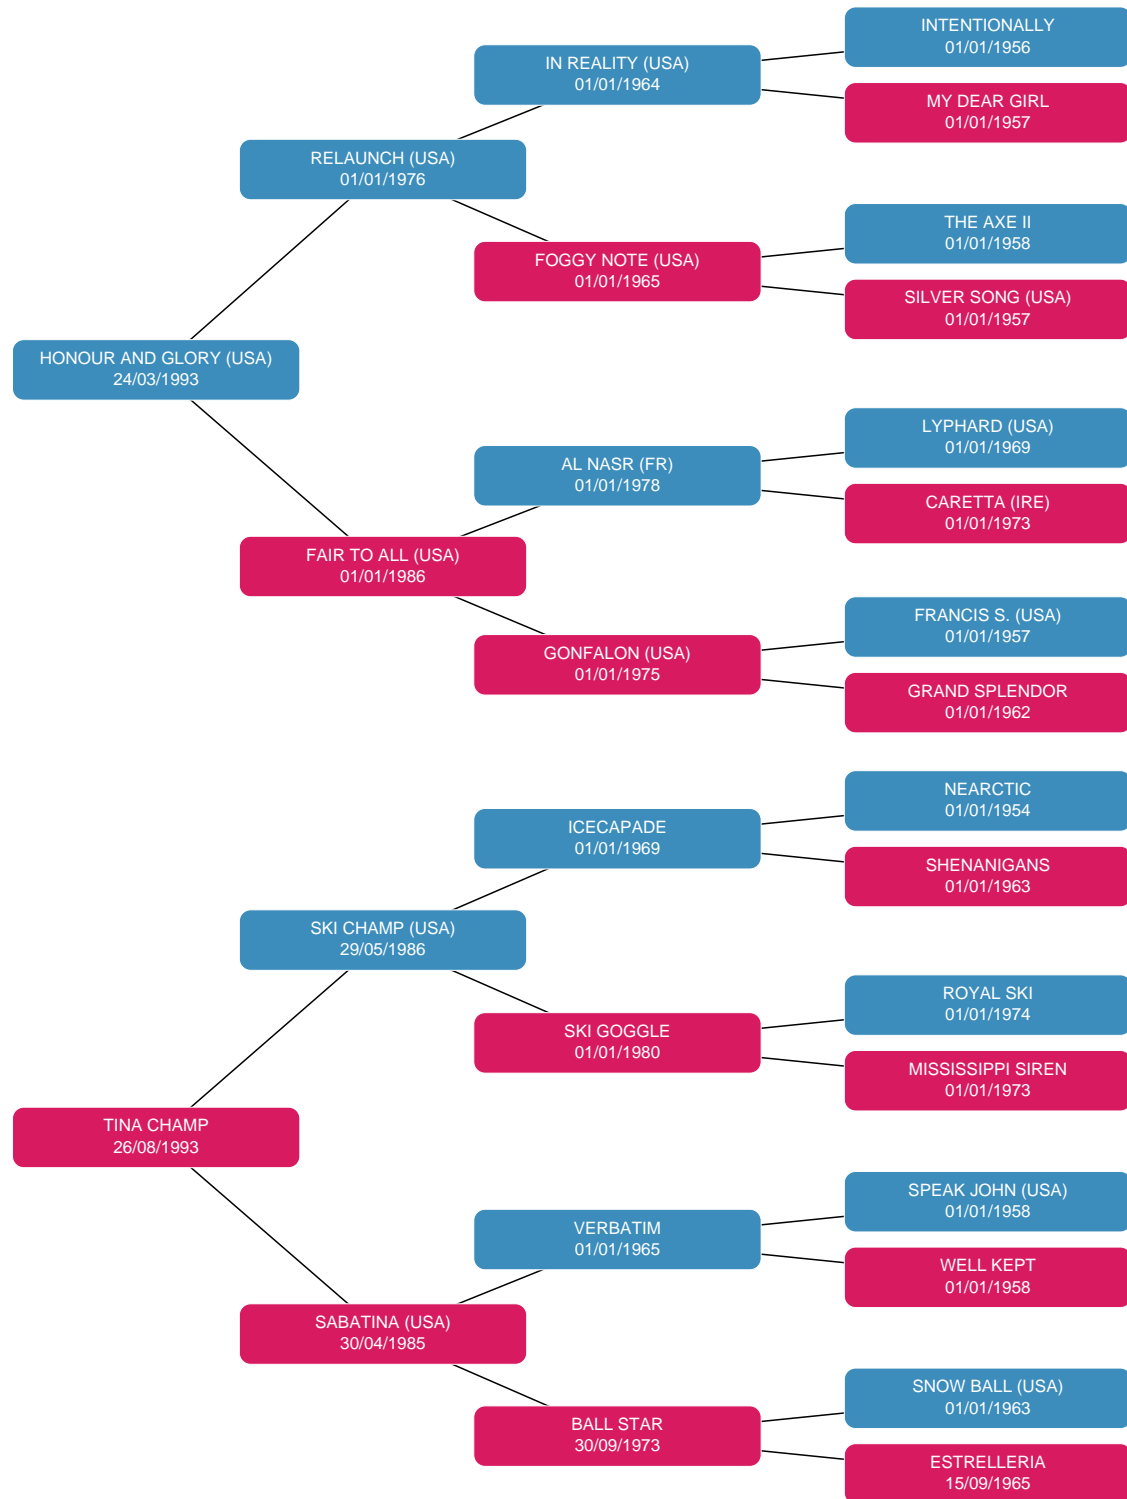 INTENTIONALLY
01/01/1956
IN REALITY (USA)
01/01/1964
MY DEAR GIRL
01/01/1957
RELAUNCH (USA)
01/01/1976
THE AXE II
01/01/1958
FOGGY NOTE (USA)
01/01/1965
SILVER SONG (USA)
01/01/1957
HONOUR AND GLORY (USA)
24/03/1993
LYPHARD (USA)
01/01/1969
AL NASR (FR)
01/01/1978
CARETTA (IRE)
01/01/1973
FAIR TO ALL (USA)
01/01/1986
FRANCIS S. (USA)
01/01/1957
GONFALON (USA)
01/01/1975
GRAND SPLENDOR
01/01/1962
NEARCTIC
01/01/1954
ICECAPADE
01/01/1969
SHENANIGANS
01/01/1963
SKI CHAMP (USA)
29/05/1986
ROYAL SKI
01/01/1974
SKI GOGGLE
01/01/1980
MISSISSIPPI SIREN
01/01/1973
TINA CHAMP
26/08/1993
SPEAK JOHN (USA)
01/01/1958
VERBATIM
01/01/1965
WELL KEPT
01/01/1958
SABATINA (USA)
30/04/1985
SNOW BALL (USA)
01/01/1963
BALL STAR
30/09/1973
ESTRELLERIA
15/09/1965